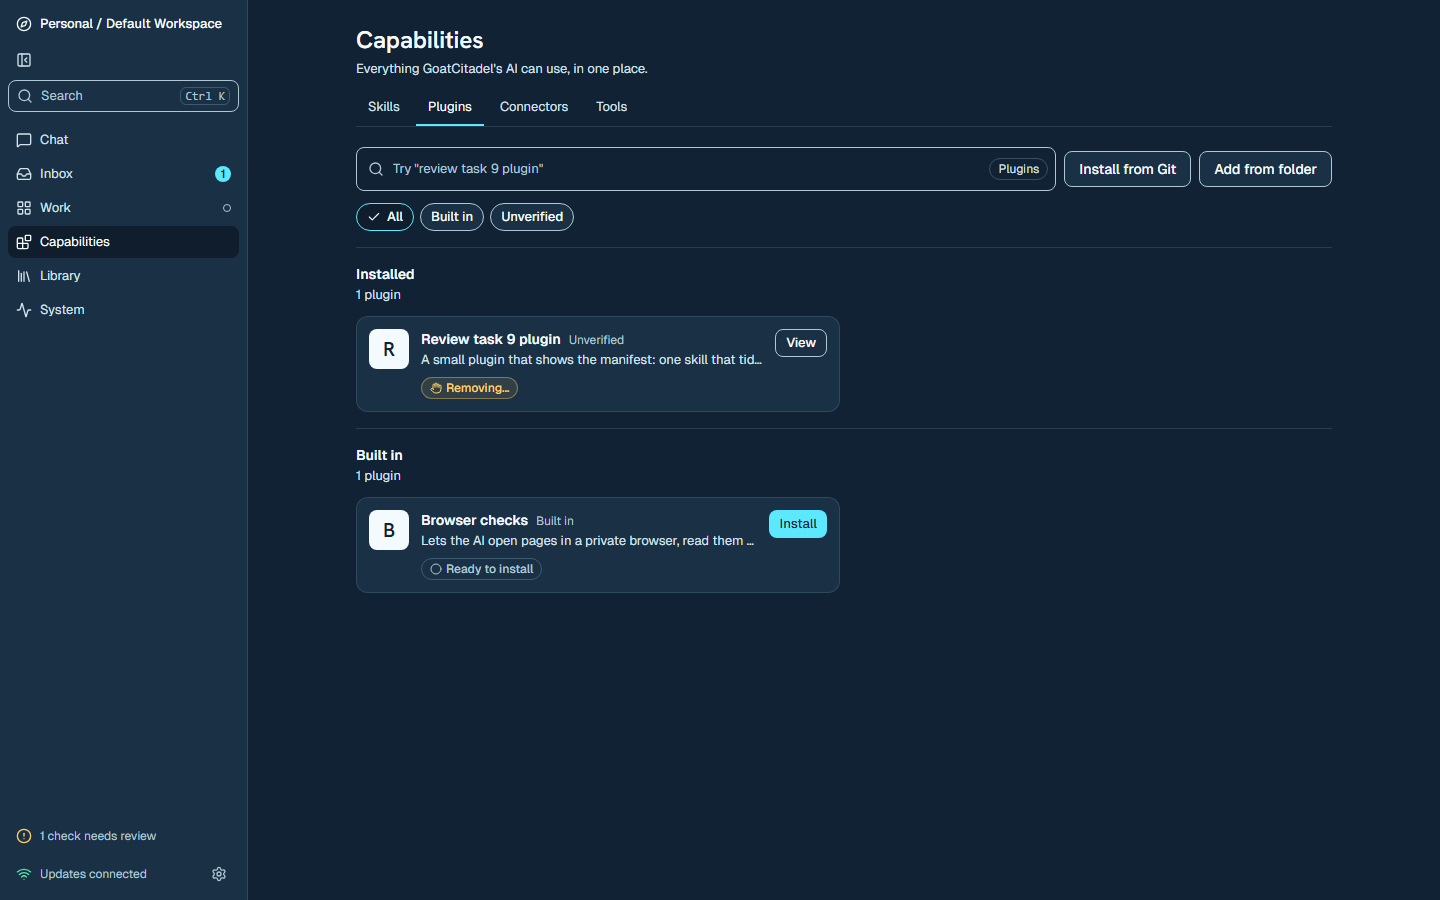 Personal / Default Workspace
Search
Ctrl K
Chat
Inbox
1
Work
Capabilities
Library
System
1 check needs review
Updates connected
Capabilities
Everything GoatCitadel's AI can use, in one place.
Skills
Plugins
Connectors
Tools
Try "review task 9 plugin"
Plugins
Install from Git
Add from folder
All
Built in
Unverified
Installed
1 plugin
R
Review task 9 plugin Unverified
A small plugin that shows the manifest: one skill that tid...
Removing...
View
Built in
1 plugin
B
Browser checks Built in
Lets the AI open pages in a private browser, read them ...
Ready to install
Install